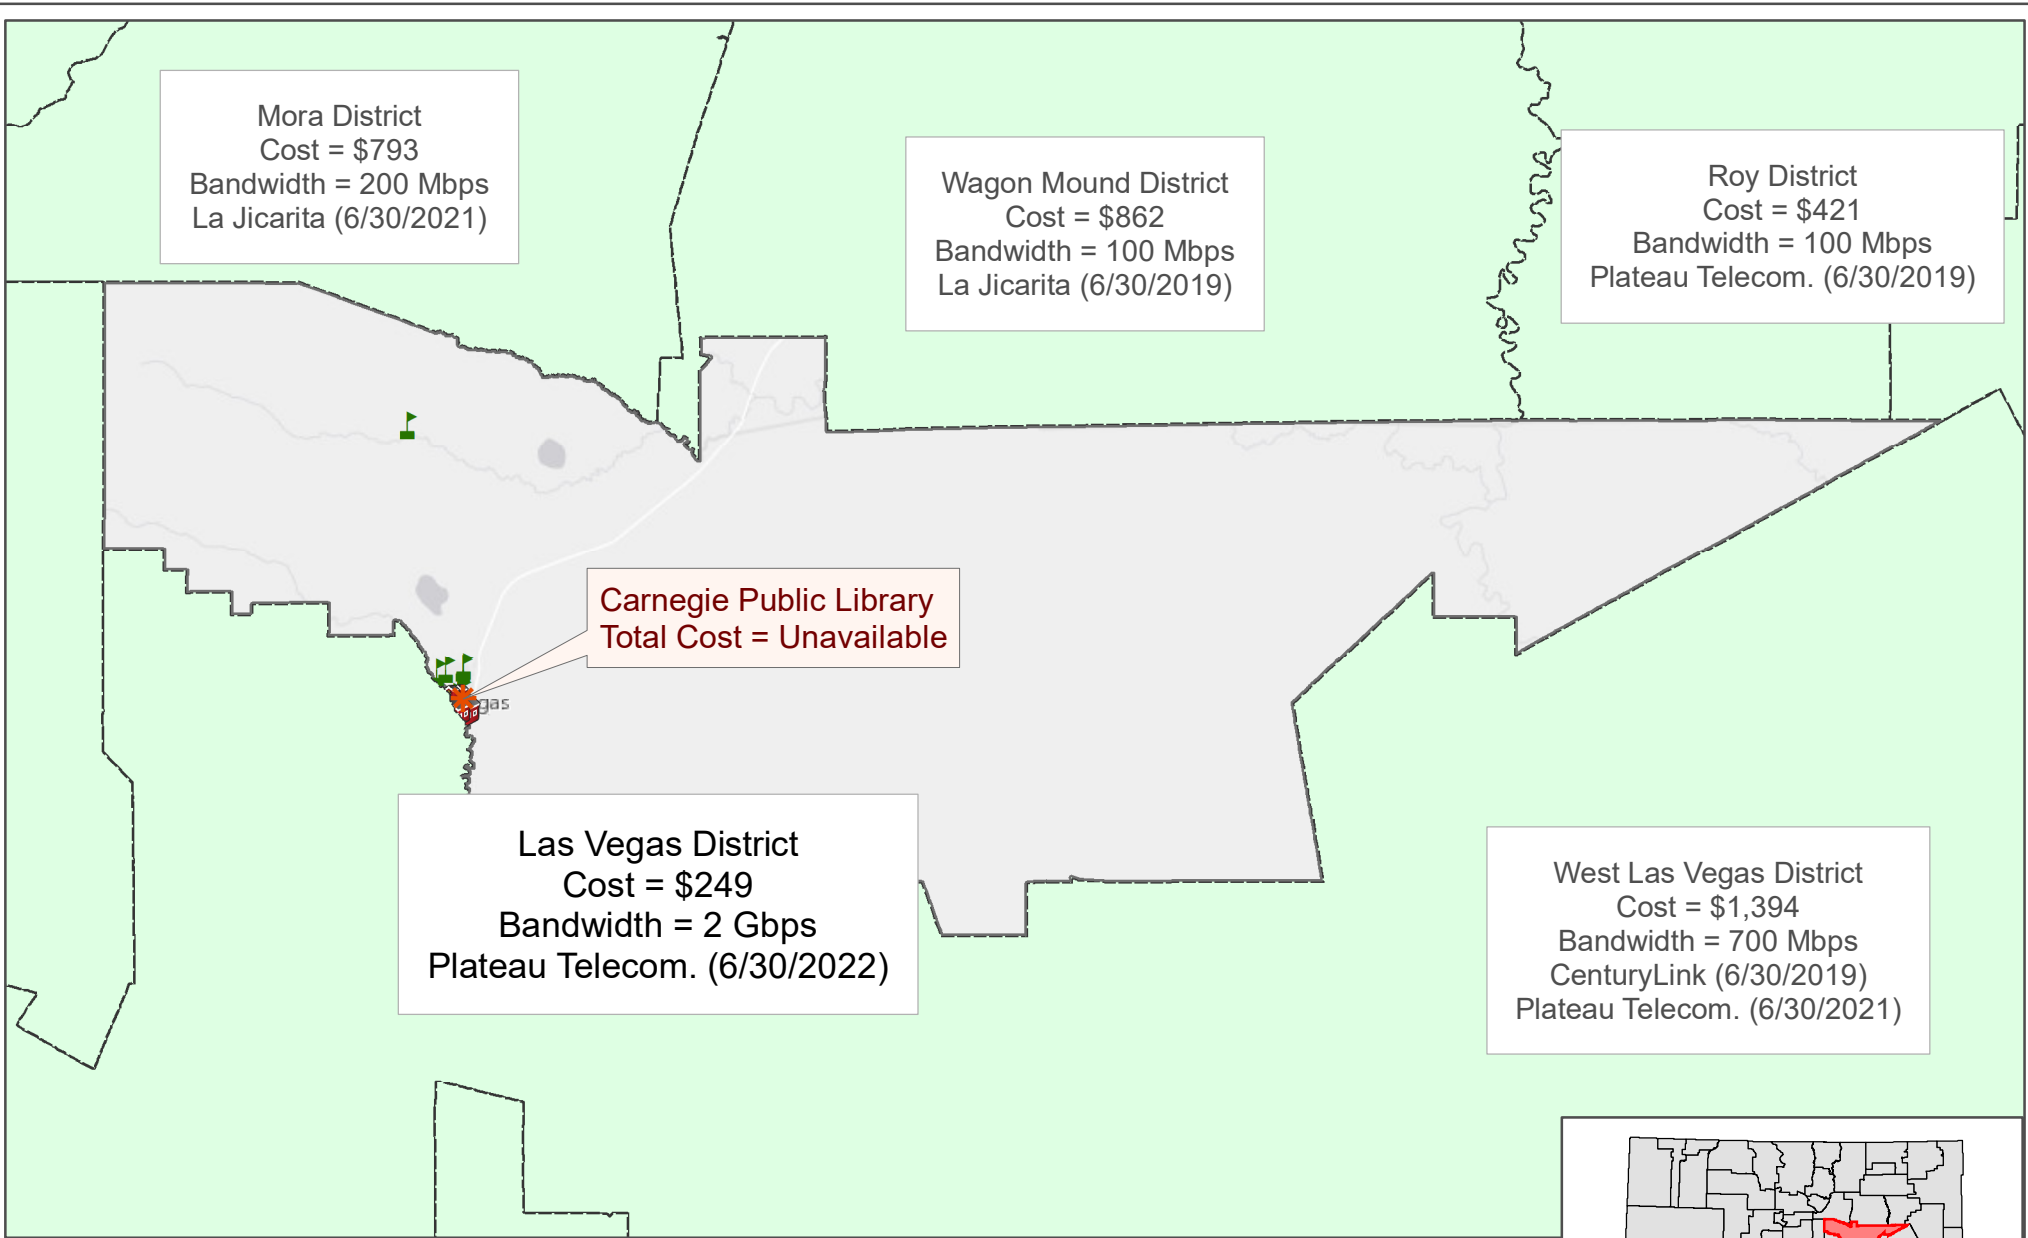 Mora District
Cost = $793
Bandwidth = 200 Mbps
La Jicarita (6/30/2021)
Wagon Mound District
Cost = $862
Bandwidth = 100 Mbps
La Jicarita (6/30/2019)
Roy District
Cost = $421
Bandwidth = 100 Mbps
Plateau Telecom. (6/30/2019)
Carnegie Public Library
Total Cost = Unavailable
gas
Las Vegas District
Cost = $249
Bandwidth = 2 Gbps
Plateau Telecom. (6/30/2022)
West Las Vegas District
Cost = $1,394
Bandwidth = 700 Mbps
CenturyLink (6/30/2019)
Plateau Telecom. (6/30/2021)